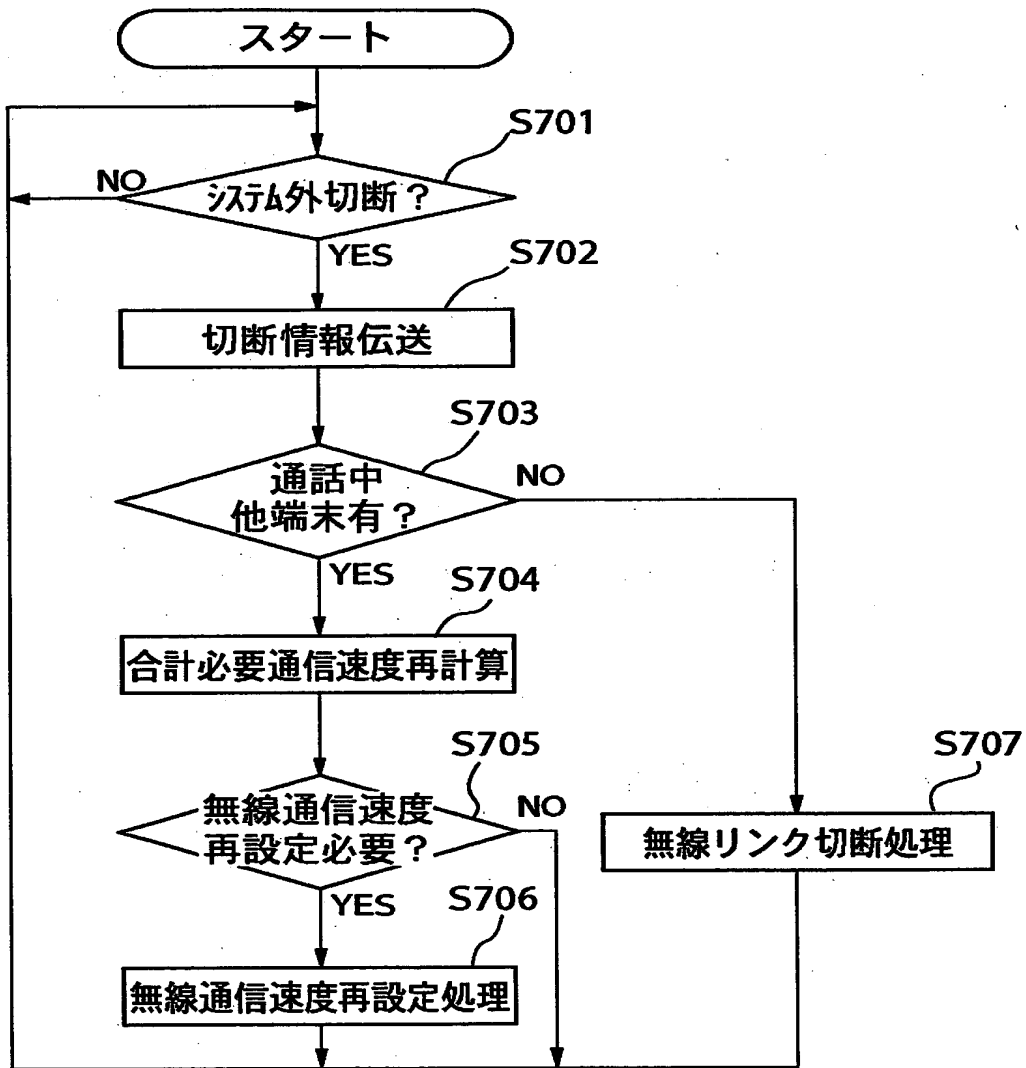 スタート
S701
NO
システム外切断?
YES
S702
切断情報伝送
S703
通話中
他端末有?
NO
YES
S704
合計必要通信速度再計算
S705
S707
無線通信速度
再設定必要?
NO
無線リンク切断処理
YES
S706
無線通信速度再設定処理